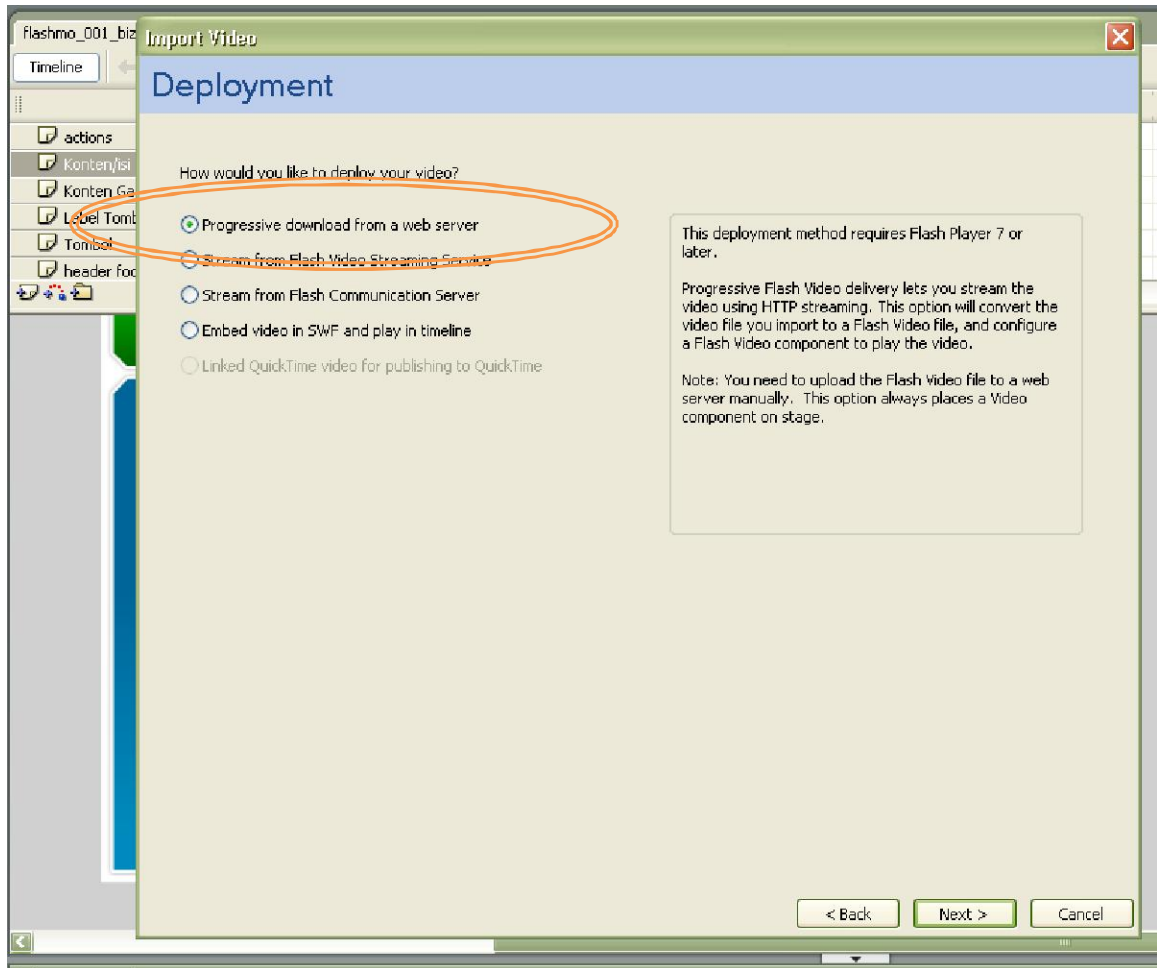 flashmo_001_biz
Import Video
Timeline
Deployment
actions
Konten/isi
Konten Ga
Label Tomb
Tombol
header foo
How would you like to deploy your video?
Progressive download from a web server
Stream from Flash Video Streaming Service
Stream from Flash Communication Server
Embed video in SWF and play in timeline
Linked QuickTime video for publishing to QuickTime
This deployment method requires Flash Player 7 or
later.
Progressive Flash Video delivery lets you stream the
video using HTTP streaming. This option will convert the
video file you import to a Flash Video file, and configure
a Flash Video component to play the video.
Note: You need to upload the Flash Video file to a web
server manually. This option always places a Video
component on stage.
< Back
Next >
Cancel